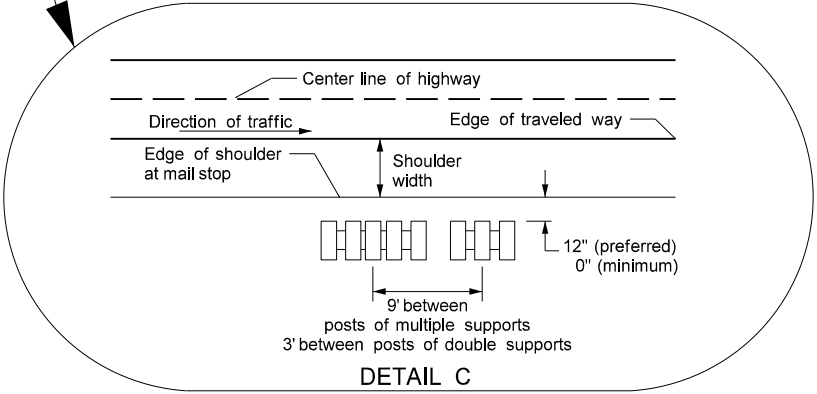 Center line of highway
Direction of traffic
Edge of traveled way
Edge of shoulder
at mail stop
Shoulder
width
12" (preferred)
0" (minimum)
9' between
posts of multiple supports
3' between posts of double supports
DETAIL C